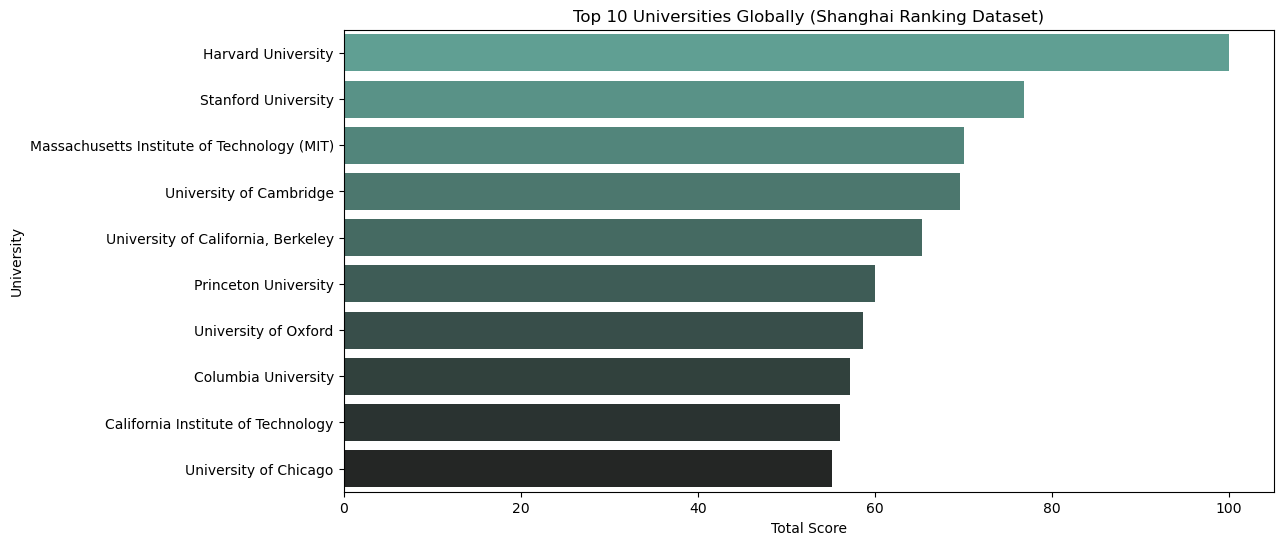 Top 10 Universities Globally (Shanghai Ranking Dataset)
University
Harvard University
Stanford University
Massachusetts Institute of Technology (MIT)
University of Cambridge
University of California, Berkeley
Princeton University
University of Oxford
Columbia University
California Institute of Technology
University of Chicago
0 20 40 60 80 100
Total Score